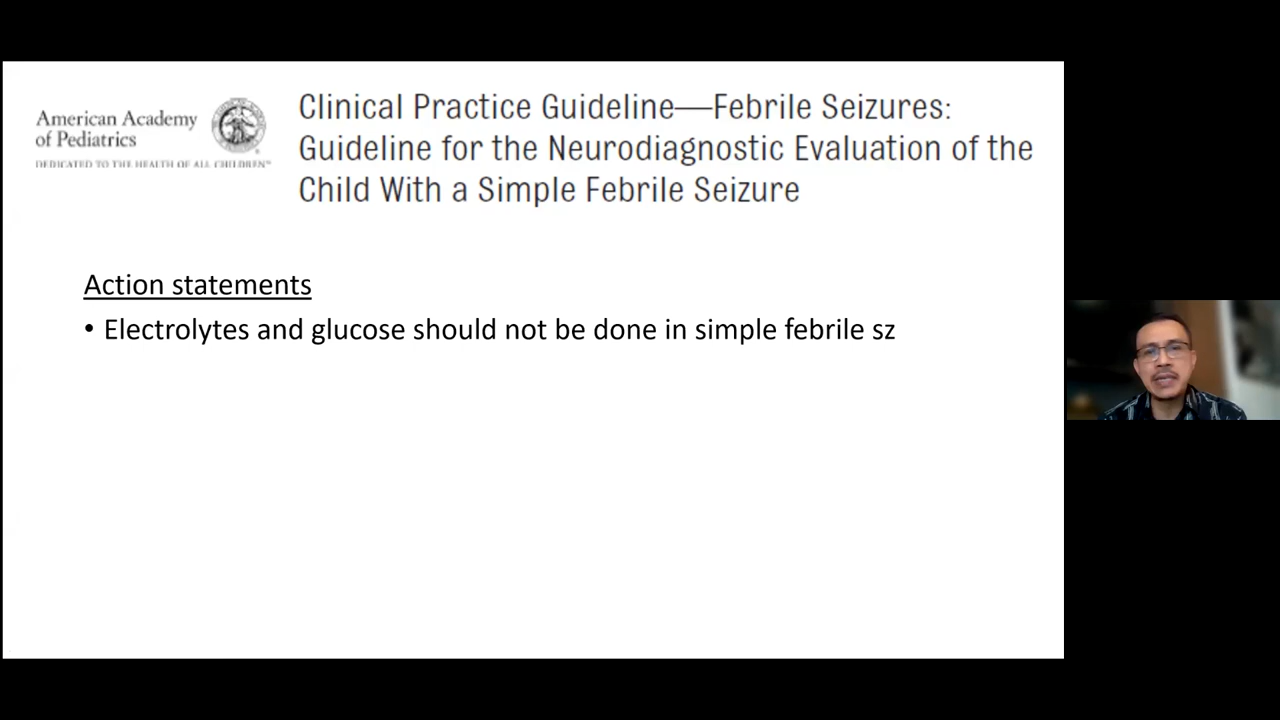 American Academy
of Pediatrics
DEDICATED TO THE HEALTH OF ALL CHILDREN™
Clinical Practice Guideline—Febrile Seizures:
Guideline for the Neurodiagnostic Evaluation of the
Child With a Simple Febrile Seizure
Action statements
• Electrolytes and glucose should not be done in simple febrile sz